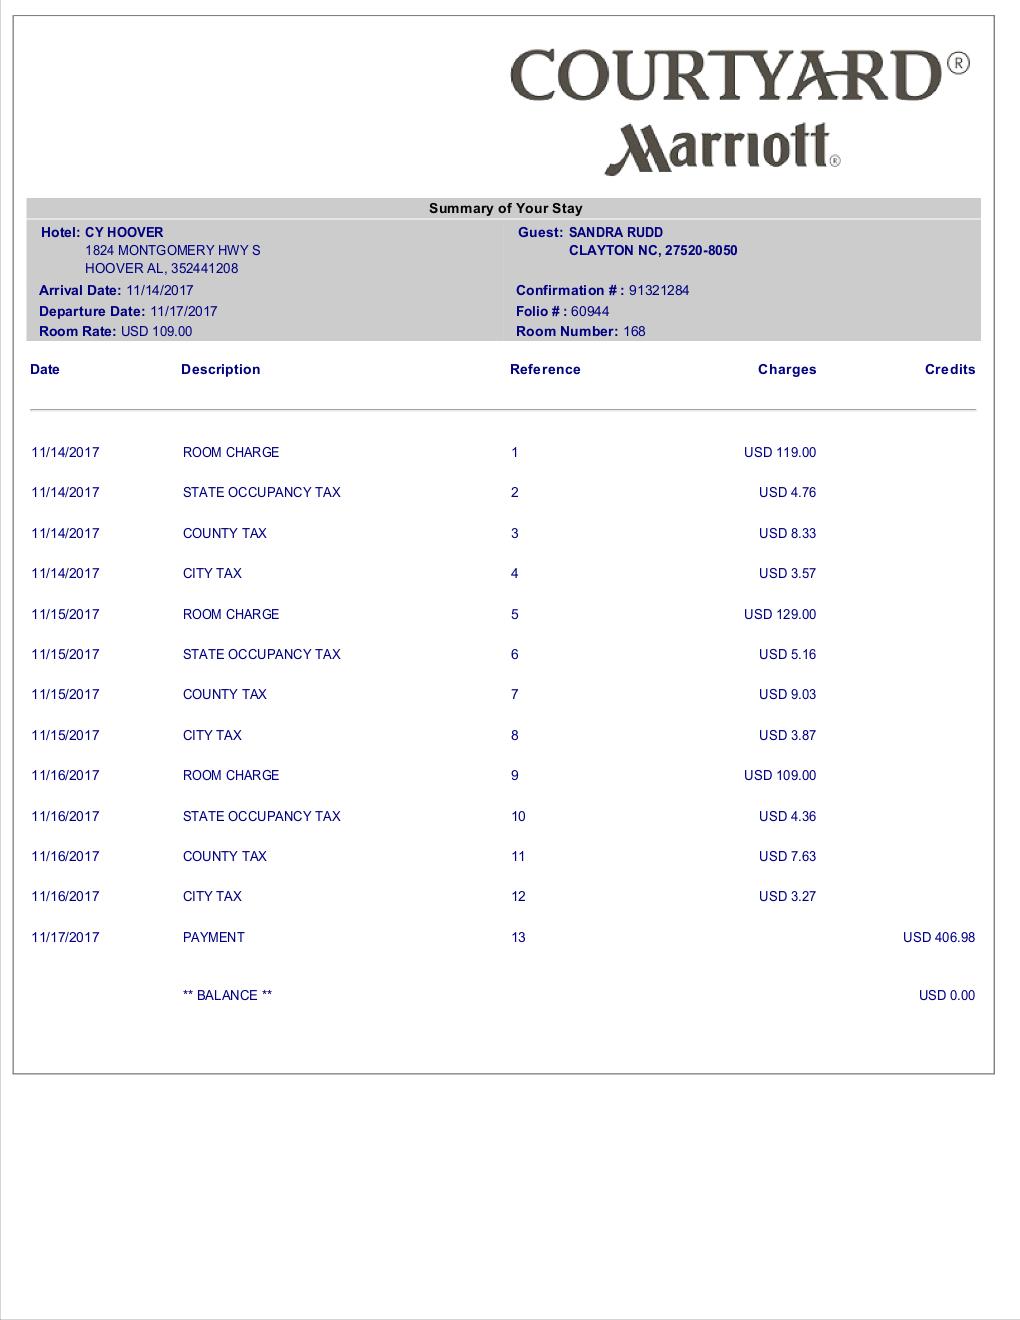 COURTYARD®
Marriott®
Summary of Your Stay
Hotel: CY HOOVER
1824 MONTGOMERY HWY S
HOOVER AL, 352441208
Guest: SANDRA RUDD
CLAYTON NC, 27520-8050
Arrival Date: 11/14/2017
Departure Date: 11/17/2017
Room Rate: USD 109.00
Confirmation # : 91321284
Folio # : 60944
Room Number: 168
Date Description Reference Charges Credits
11/14/2017 ROOM CHARGE 1 USD 119.00
11/14/2017 STATE OCCUPANCY TAX 2 USD 4.76
11/14/2017 COUNTY TAX 3 USD 8.33
11/14/2017 CITY TAX 4 USD 3.57
11/15/2017 ROOM CHARGE 5 USD 129.00
11/15/2017 STATE OCCUPANCY TAX 6 USD 5.16
11/15/2017 COUNTY TAX 7 USD 9.03
11/15/2017 CITY TAX 8 USD 3.87
11/16/2017 ROOM CHARGE 9 USD 109.00
11/16/2017 STATE OCCUPANCY TAX 10 USD 4.36
11/16/2017 COUNTY TAX 11 USD 7.63
11/16/2017 CITY TAX 12 USD 3.27
11/17/2017 PAYMENT 13 USD 406.98
** BALANCE ** USD 0.00